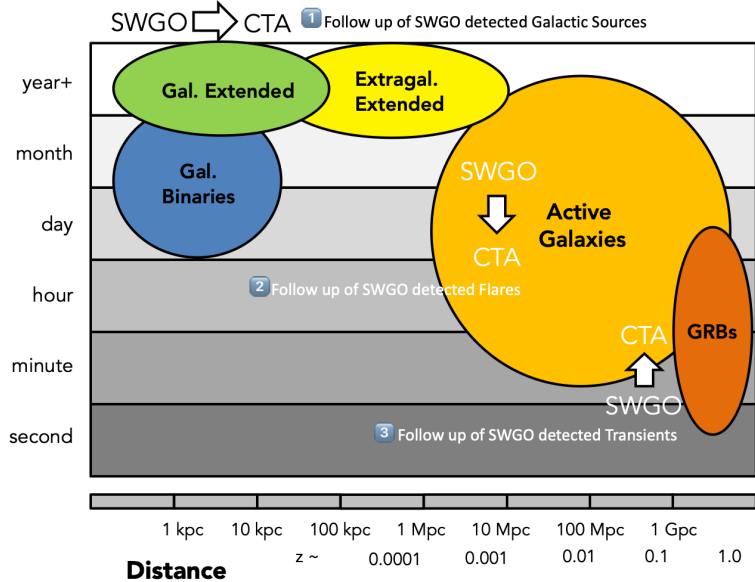 SWGO CTA 1 Follow up of SWGO detected Galactic Sources
year+
month
day
hour
minute
second
Gal. Extended
Extragal.
Extended
Gal.
Binaries
SWGO
CTA
Active
Galaxies
2 Follow up of SWGO detected Flares
CTA
SWGO
GRBs
3 Follow up of SWGO detected Transients
1 kpc 10 kpc 100 kpc 1 Mpc 10 Mpc 100 Mpc 1 Gpc
z ~ 0.0001 0.001 0.01 0.1 1.0
Distance